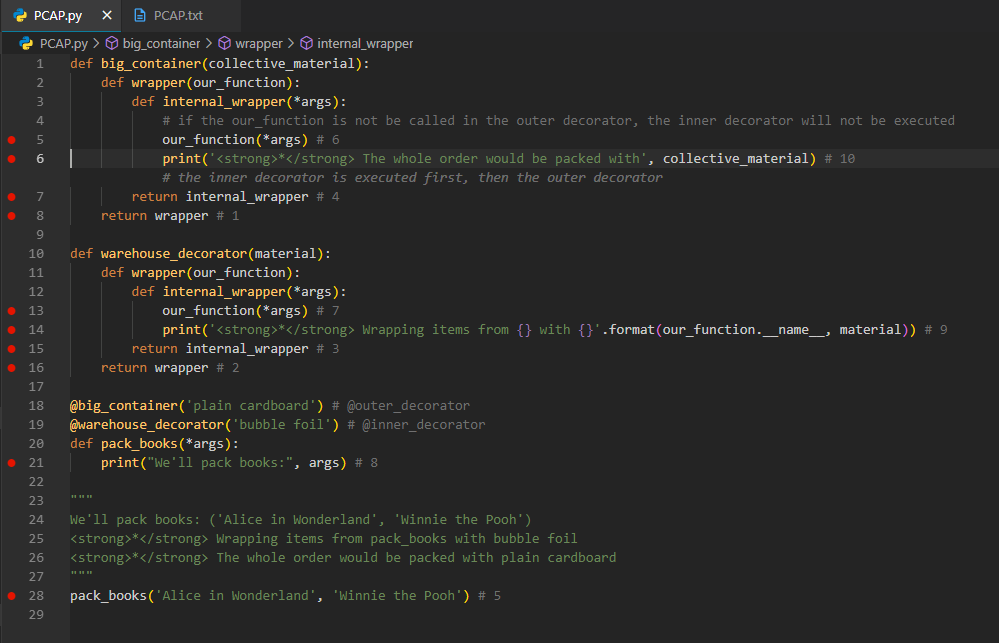 PCAP.py ✕ PCAP.txt
PCAP.py > big_container > wrapper > internal_wrapper
1 def big_container(collective_material):
2     def wrapper(our_function):
3         def internal_wrapper(*args):
4             # if the our_function is not be called in the outer decorator, the inner decorator will not be executed
5             our_function(*args) # 6
6             print('<strong>*</strong> The whole order would be packed with', collective_material) # 10
            # the inner decorator is executed first, then the outer decorator
7         return internal_wrapper # 4
8     return wrapper # 1
9
10 def warehouse_decorator(material):
11     def wrapper(our_function):
12         def internal_wrapper(*args):
13             our_function(*args) # 7
14             print('<strong>*</strong> Wrapping items from {} with {}'.format(our_function.__name__, material)) # 9
15         return internal_wrapper # 3
16     return wrapper # 2
17
18 @big_container('plain cardboard') # @outer_decorator
19 @warehouse_decorator('bubble foil') # @inner_decorator
20 def pack_books(*args):
21     print("We'll pack books:", args) # 8
22
23 """
24 We'll pack books: ('Alice in Wonderland', 'Winnie the Pooh')
25 <strong>*</strong> Wrapping items from pack_books with bubble foil
26 <strong>*</strong> The whole order would be packed with plain cardboard
27 """
28 pack_books('Alice in Wonderland', 'Winnie the Pooh') # 5
29